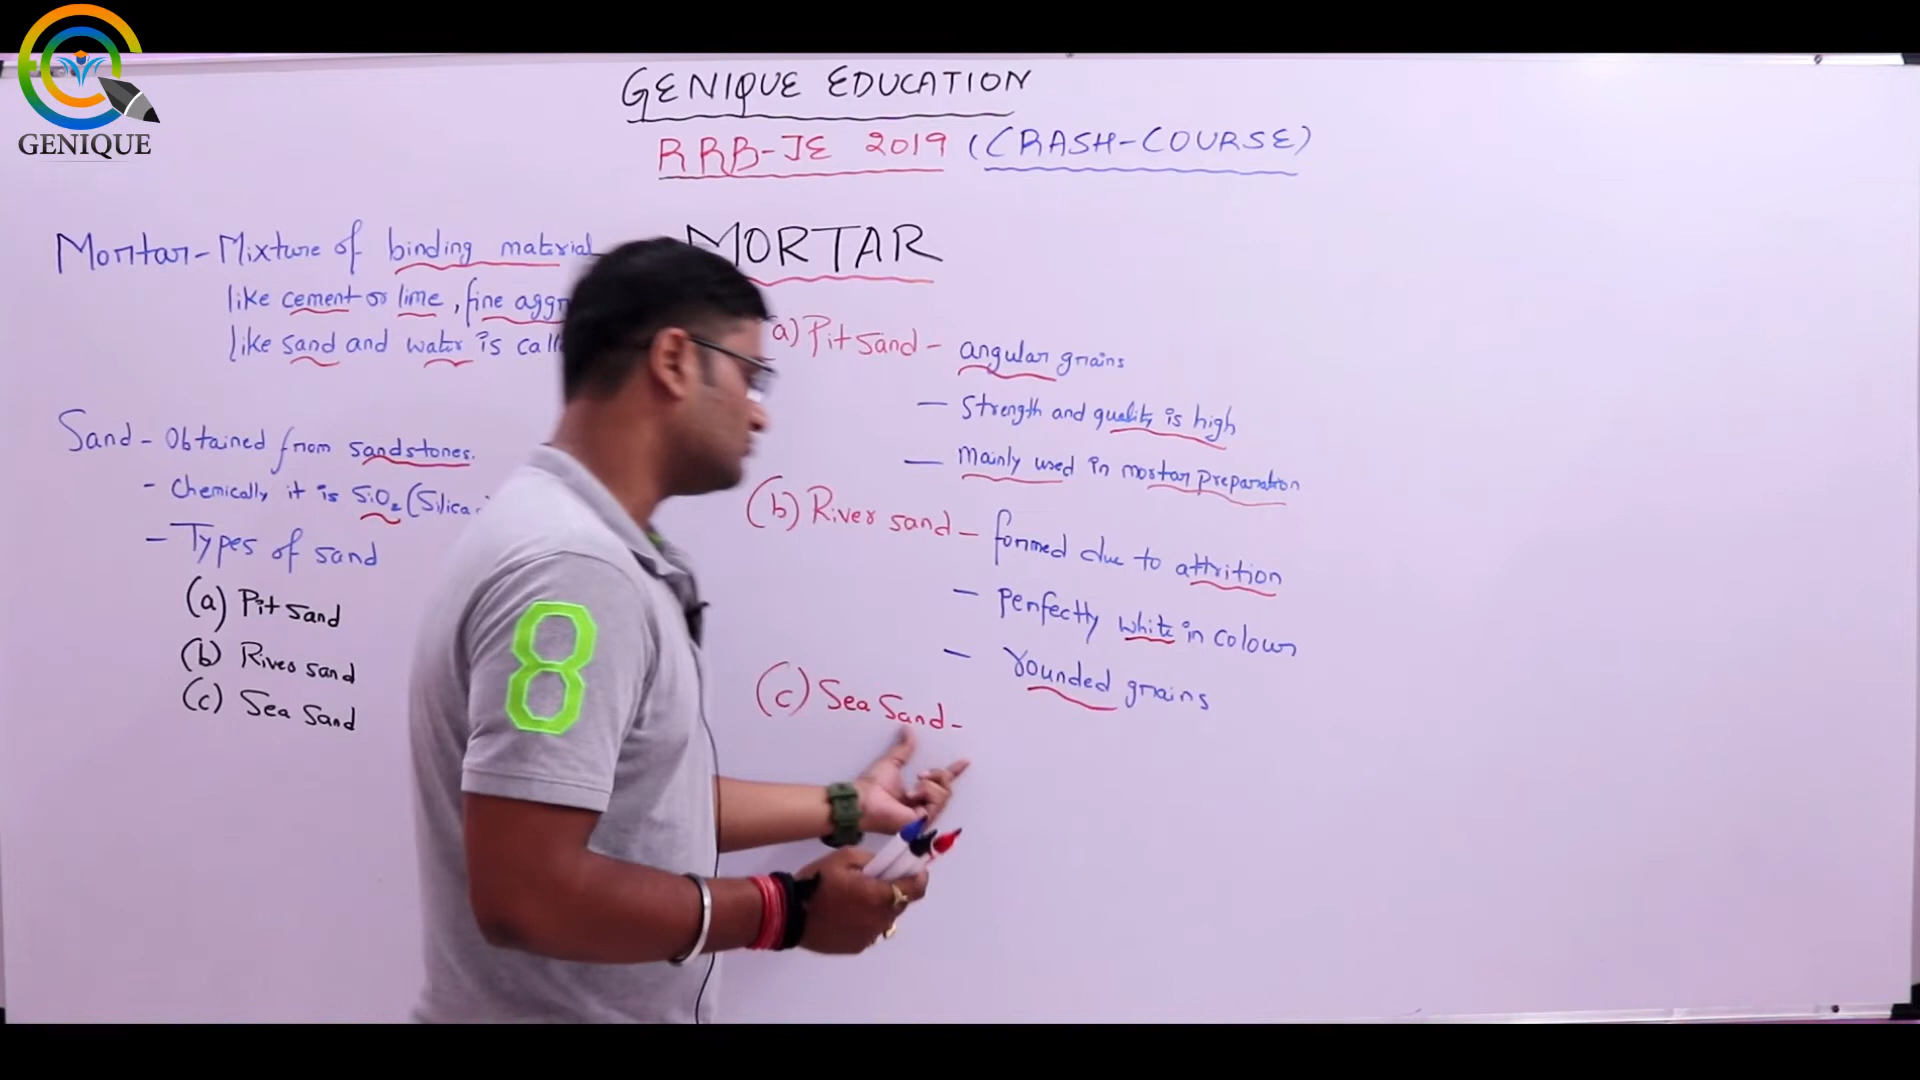 GENIQUE
GENIQUE EDUCATION
RRB-JE 2019 (CRASH-COURSE)
MORTAR
Mortar - Mixture of binding material
like cement or lime, fine aggr
like sand and water is call
Sand - Obtained from sandstones.
- Chemically it is SiO2 (Silica
- Types of sand
(a) Pit sand
(b) River sand
(c) Sea Sand
a) Pit sand - angular grains
- Strength and quality is high
- Mainly used in mortar preparation
(b) River sand - formed due to attrition
- perfectly white in colour
- rounded grains
(c) Sea Sand -
8